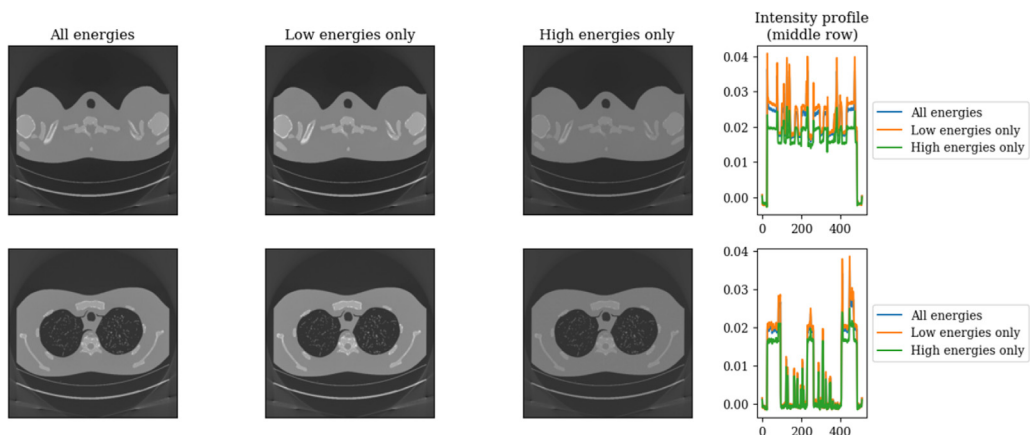 All energies
Low energies only
High energies only
Intensity profile
(middle row)
0.04
0.03
0.02
0.01
0.00
0
200
400
All energies
Low energies only
High energies only
0.04
0.03
0.02
0.01
0.00
0
200
400
All energies
Low energies only
High energies only